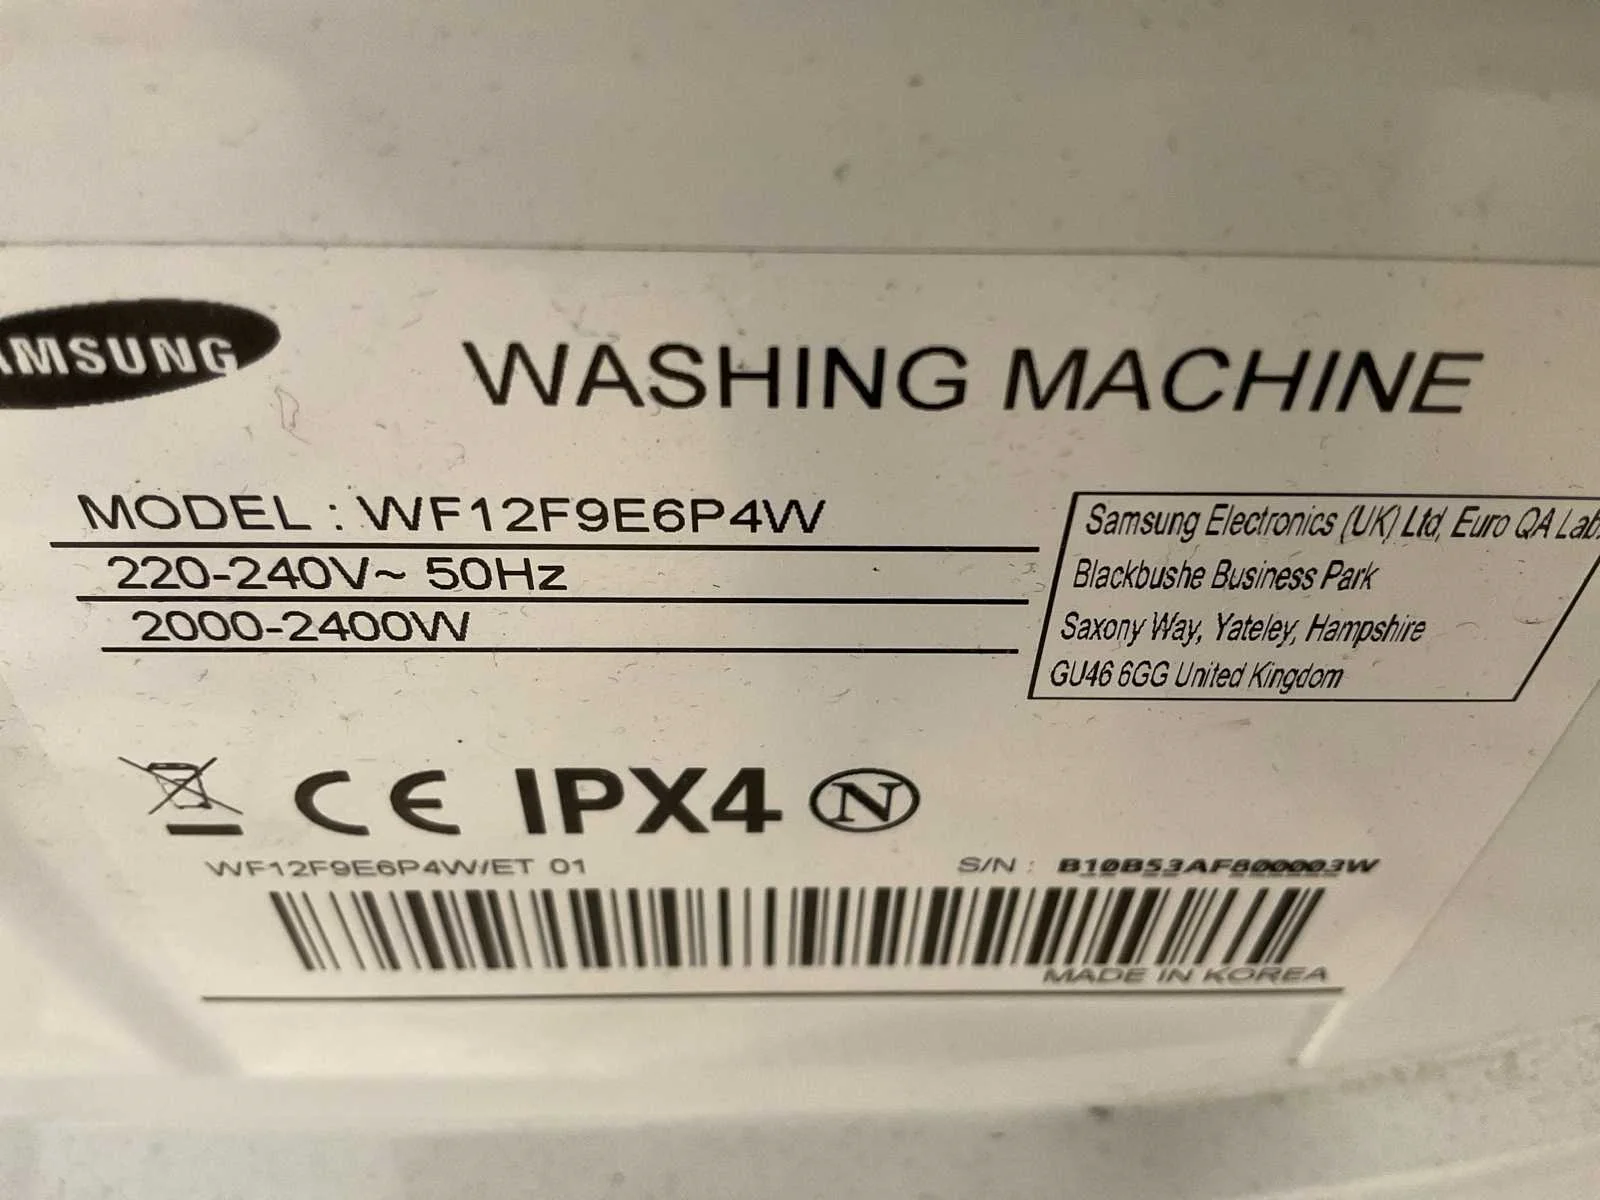 AMSUNG
WASHING MACHINE
MODEL : WF12F9E6P4W
220-240V~ 50Hz
2000-2400W
Samsung Electronics (UK) Ltd, Euro QA Lab.
Blackbushe Business Park
Saxony Way, Yateley, Hampshire
GU46 6GG United Kingdom
CE IPX4 N
WF12F9E6P4W/ET 01
S/N : B10B53AF800003W
MADE IN KOREA